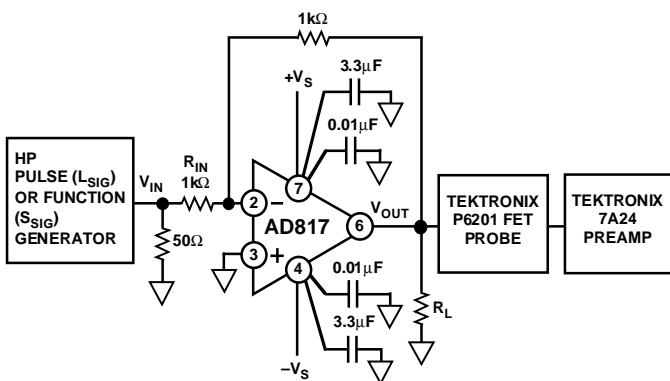 1kΩ
3.3µF
+VS
0.01µF
HP
PULSE (LSIG)
OR FUNCTION
(SSIG)
GENERATOR
VIN
RIN
1kΩ
50Ω
2
–
7
AD817
3
+
4
6
VOUT
TEKTRONIX
P6201 FET
PROBE
TEKTRONIX
7A24
PREAMP
0.01µF
3.3µF
RL
–VS